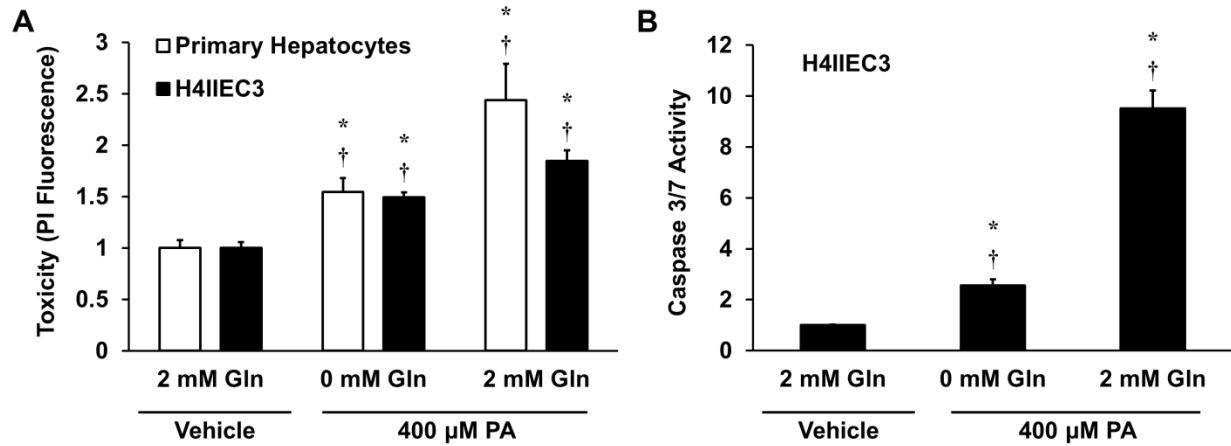 A
Toxicity (PI Fluorescence)
3
2.5
2
1.5
1
0.5
0
Primary Hepatocytes
H4IIEC3
*
†
*
†
*
†
*
†
2 mM Gln
0 mM Gln
2 mM Gln
Vehicle
400 µM PA
B
Caspase 3/7 Activity
12
10
8
6
4
2
0
H4IIEC3
*
†
*
†
2 mM Gln
0 mM Gln
2 mM Gln
Vehicle
400 µM PA